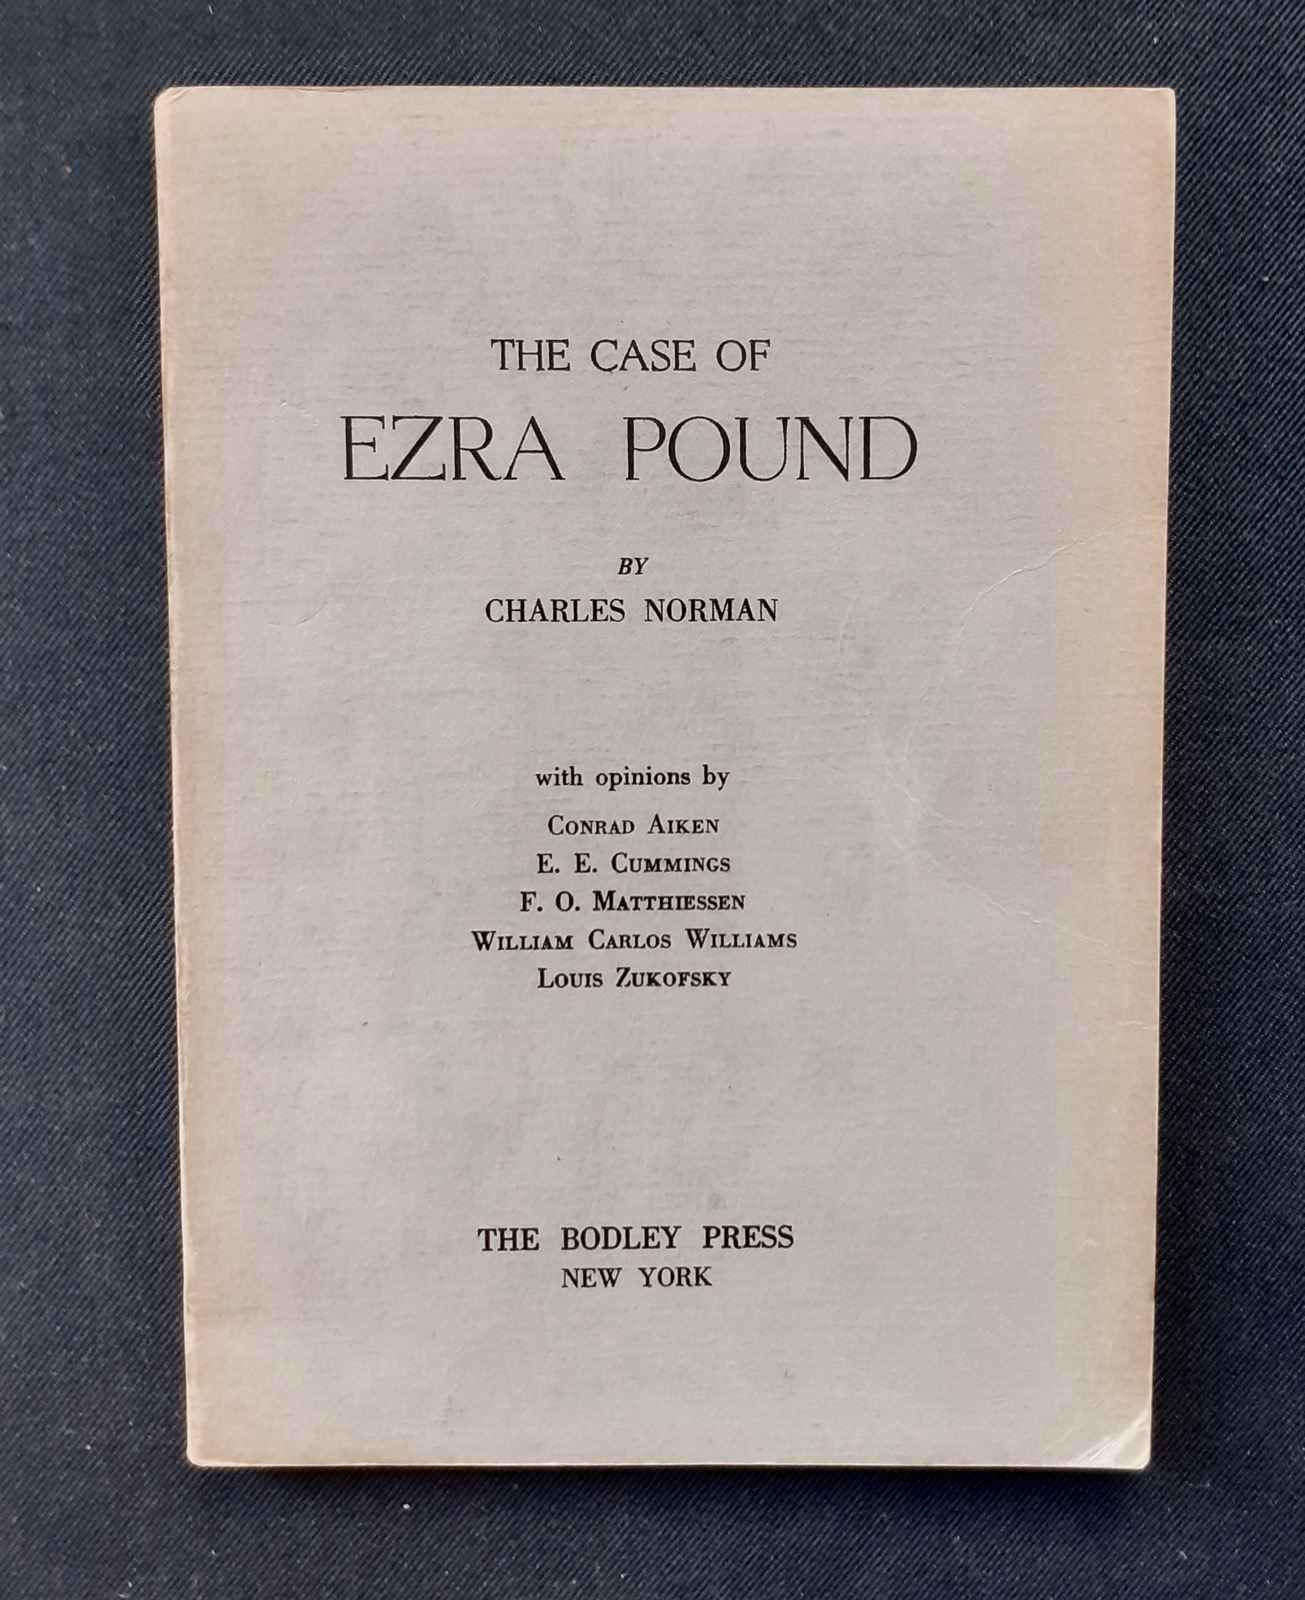 THE CASE OF
EZRA POUND
BY
CHARLES NORMAN
with opinions by
CONRAD AIKEN
E. E. CUMMINGS
F. O. MATTHIESSEN
WILLIAM CARLOS WILLIAMS
LOUIS ZUKOFSKY
THE BODLEY PRESS
NEW YORK